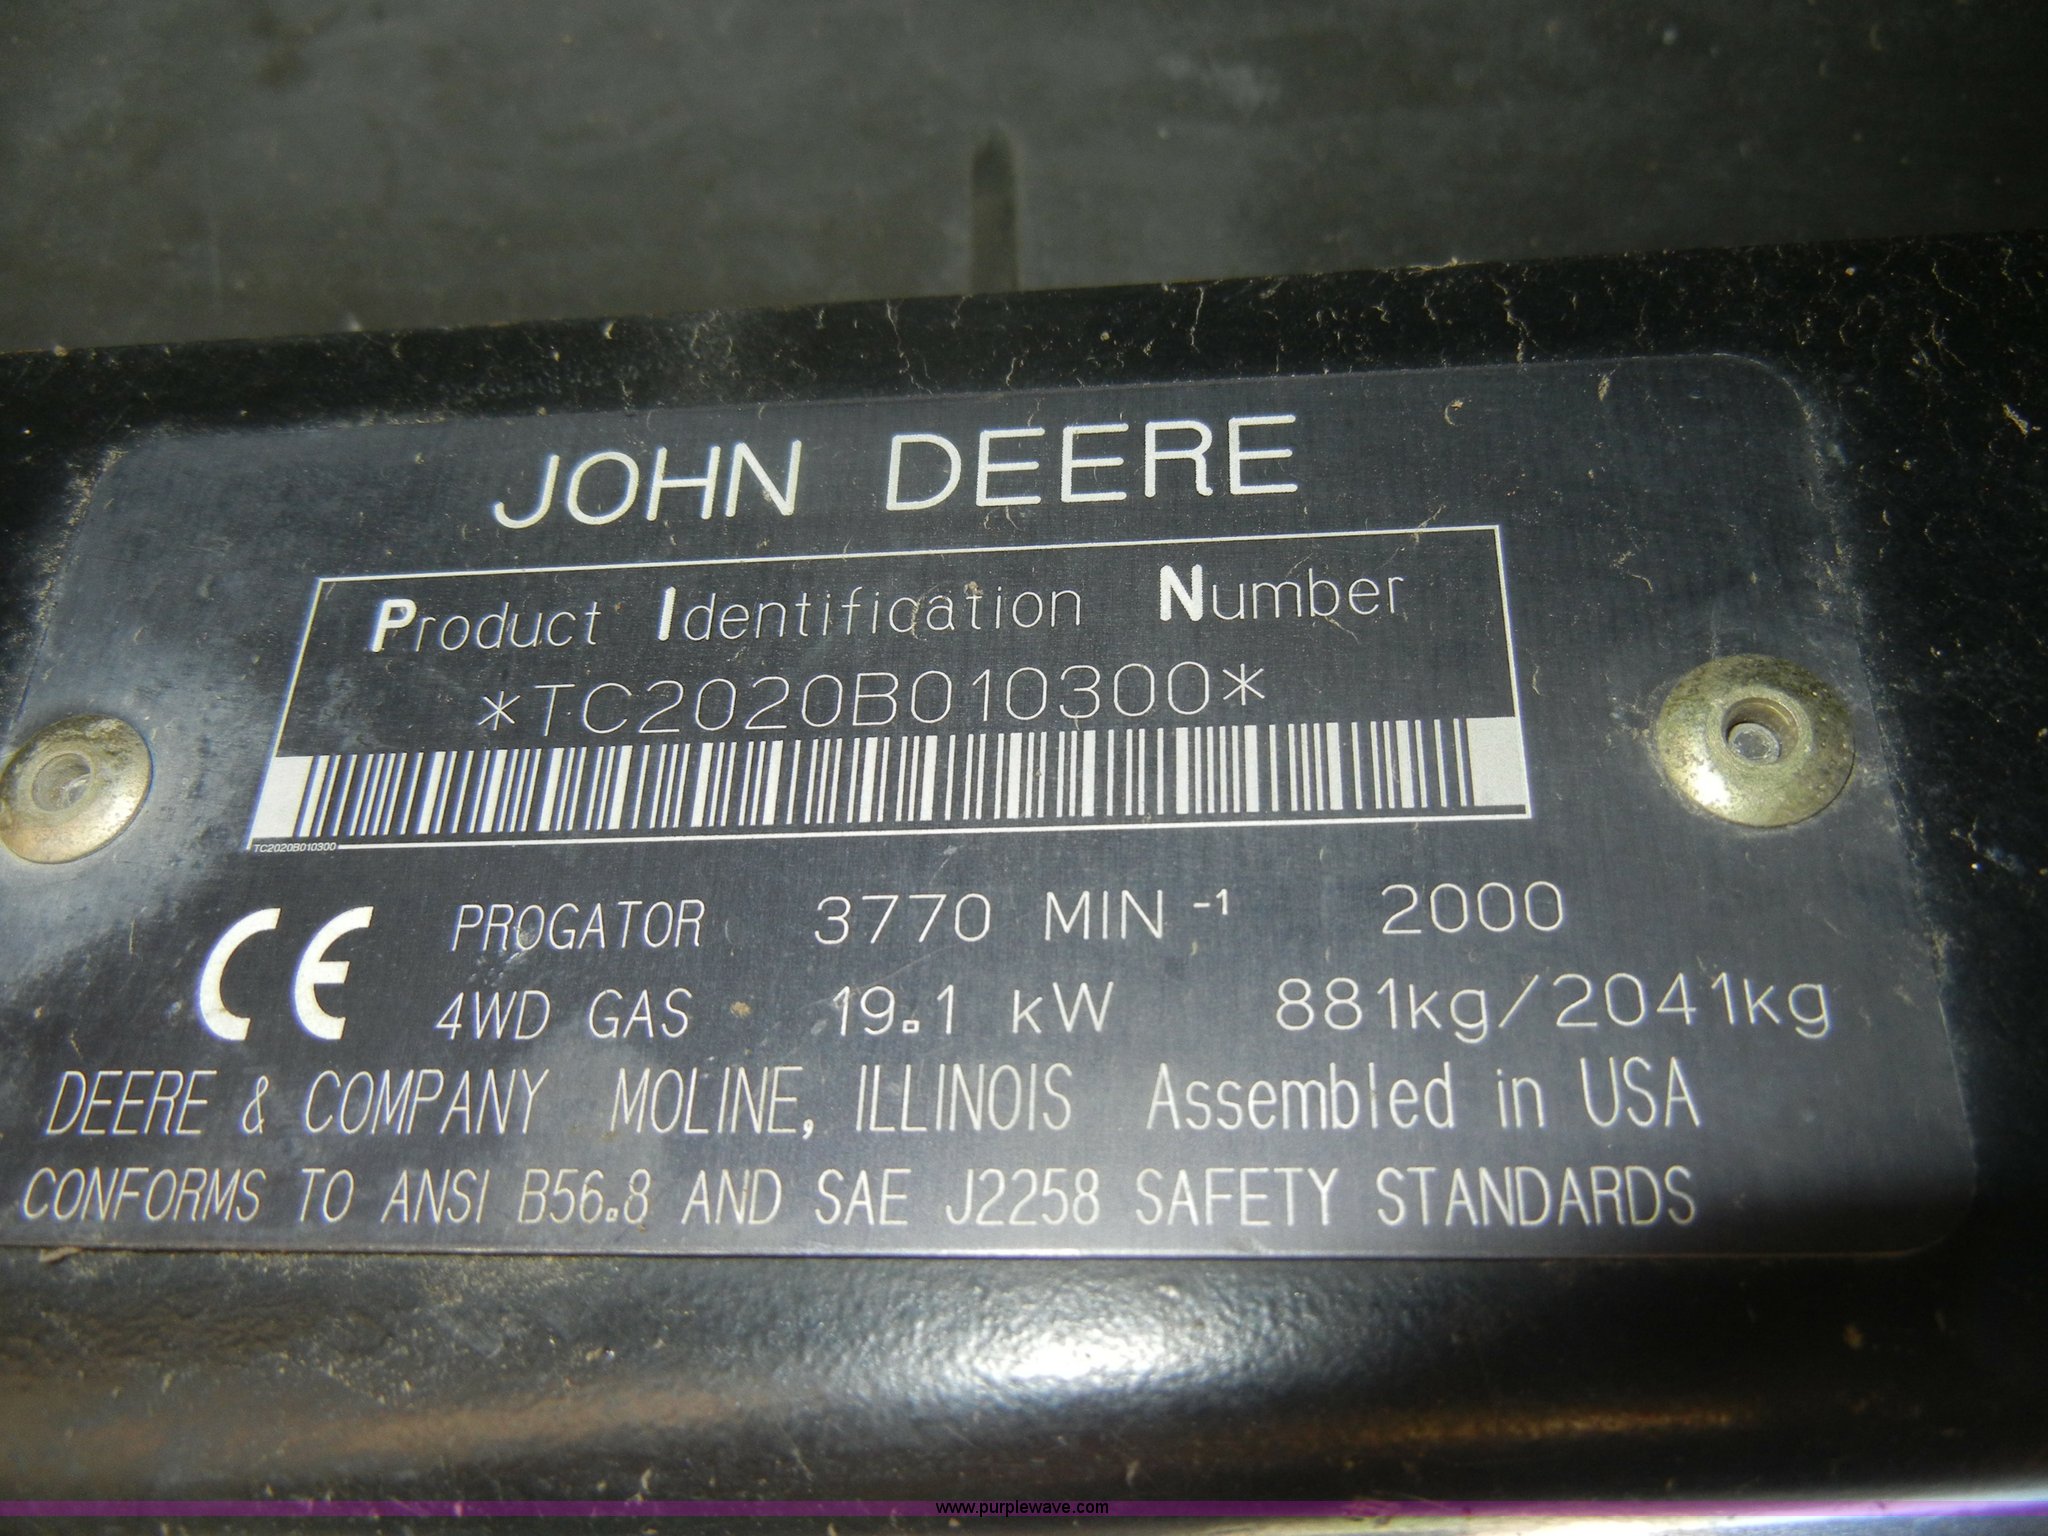 JOHN DEERE
Product Identification Number
*TC2020B010300*
TC2020B010300
CE PROGATOR 3770 MIN⁻¹ 2000
4WD GAS 19.1 kW 881kg/2041kg
DEERE & COMPANY MOLINE, ILLINOIS Assembled in USA
CONFORMS TO ANSI B56.8 AND SAE J2258 SAFETY STANDARDS
www.purplewave.com